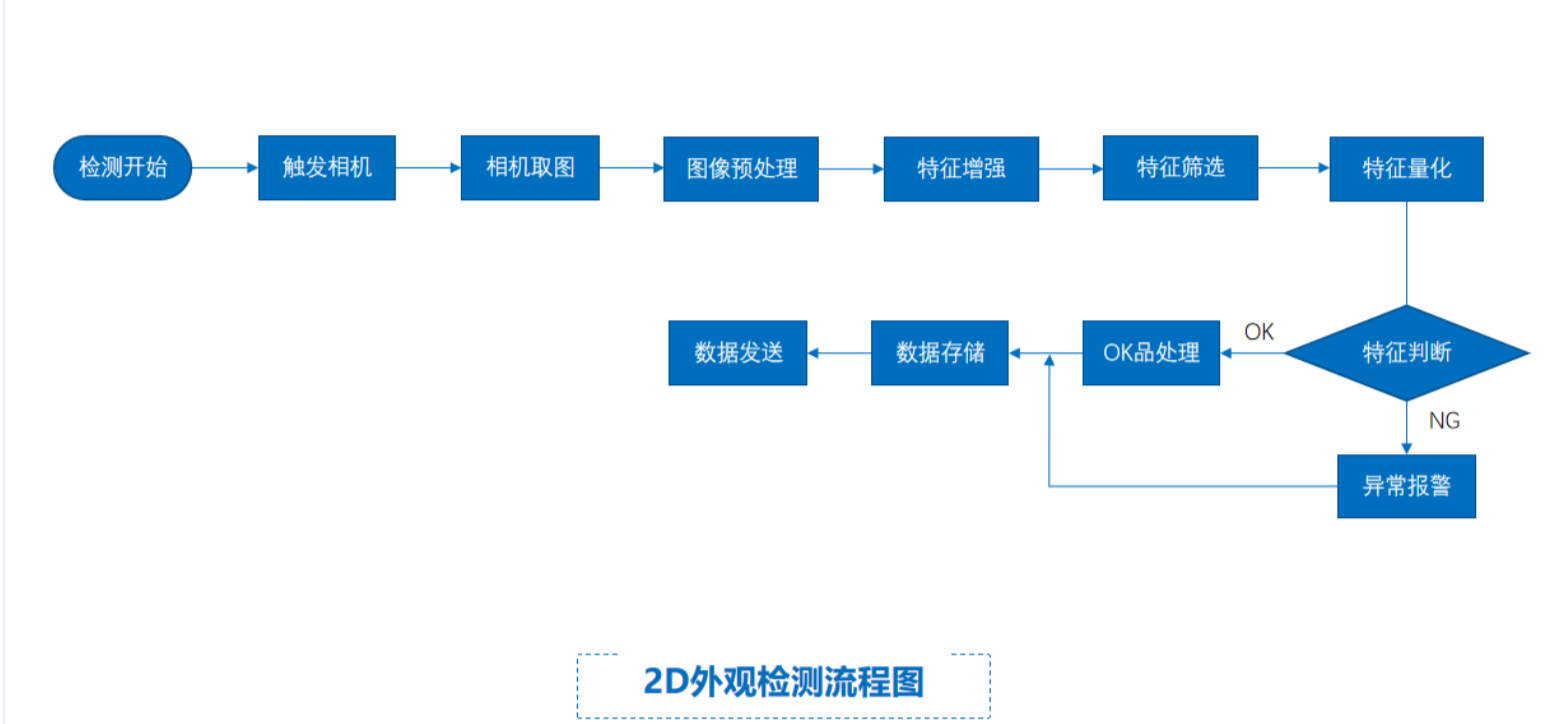 检测开始
触发相机
相机取图
图像预处理
特征增强
特征筛选
特征量化
数据发送
数据存储
OK品处理
OK
特征判断
NG
异常报警
2D外观检测流程图